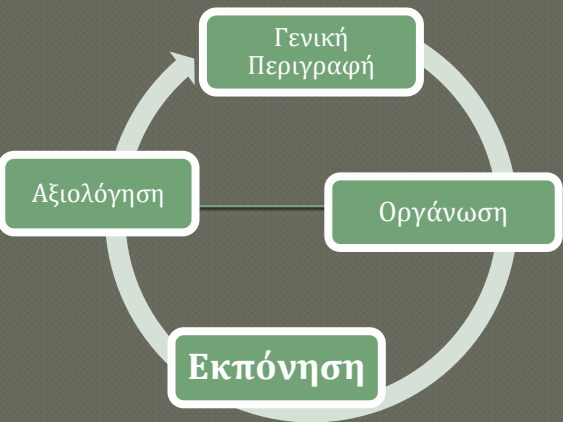 Γενική
Περιγραφή
Αξιολόγηση
Οργάνωση
Εκπόνηση